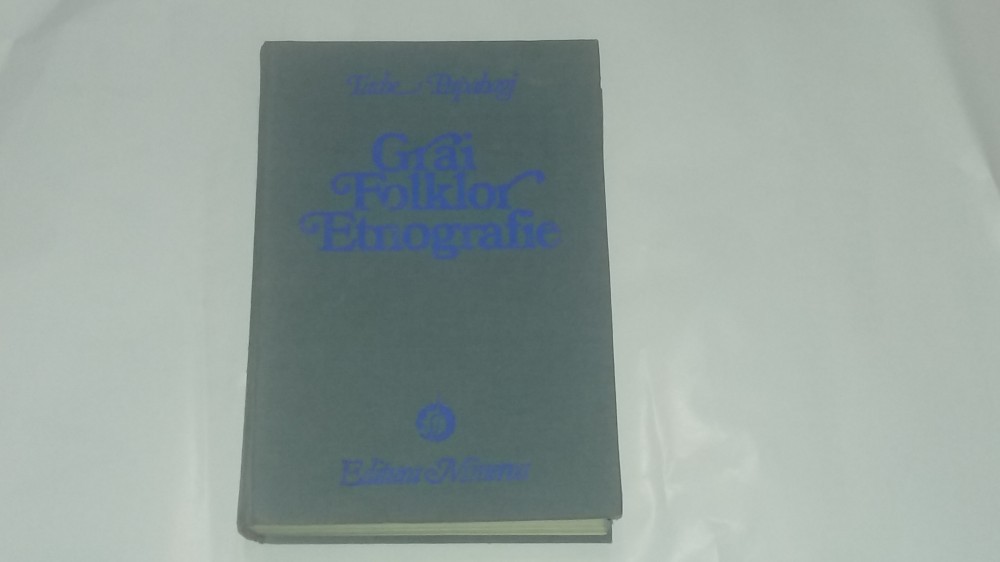 Tache Papahagi
Grai
Folklor
Etnografie
Editura Minerva